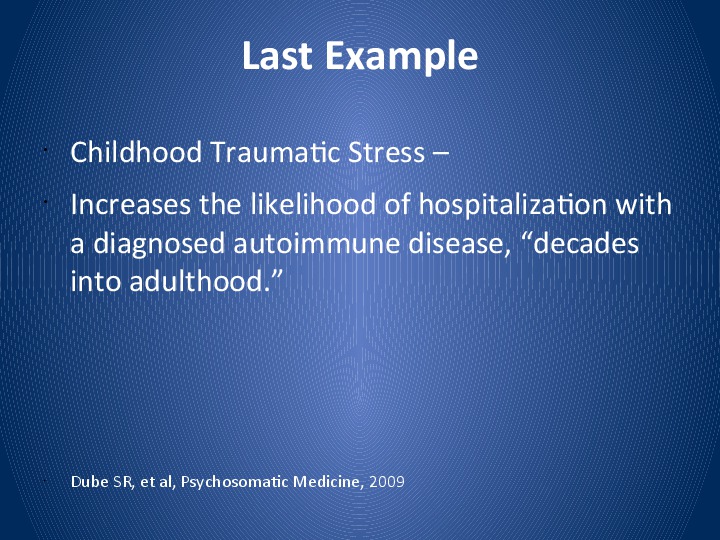 Last Example
Childhood Traumatic Stress –
Increases the likelihood of hospitalization with
a diagnosed autoimmune disease, “decades
into adulthood.”
Dube SR, et al, Psychosomatic Medicine, 2009